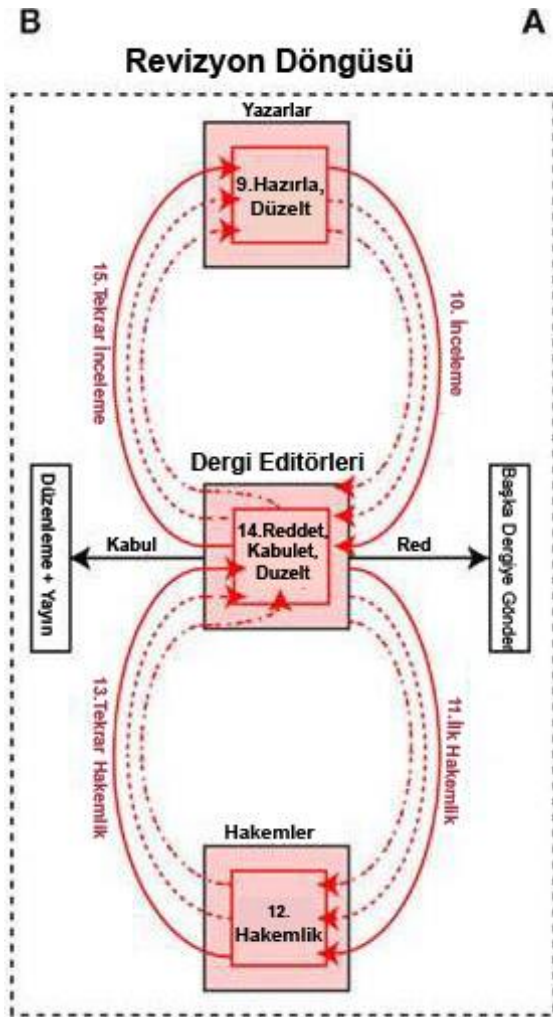 B
A
Revizyon Döngüsü
Yazarlar
9.Hazırla,
Düzelt
15. Tekrar İnceleme
10. İnceleme
Dergi Editörleri
14.Reddet,
Kabulet,
Duzelt
Kabul
Red
Düzenleme + Yayın
Başka Dergiye Gönder
13.Tekrar Hakemlik
11.İlk Hakemlik
Hakemler
12.
Hakemlik